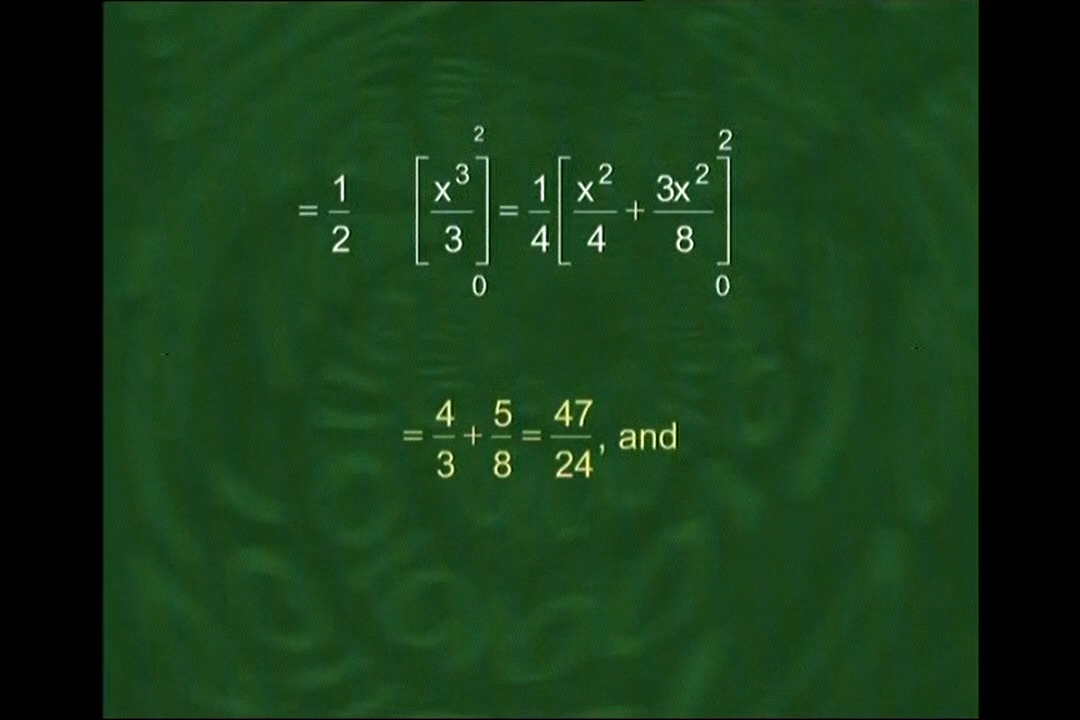 = 1/2 [x³/3]₀² = 1/4 [x²/4 + 3x²/8]₀²
= 4/3 + 5/8 = 47/24, and